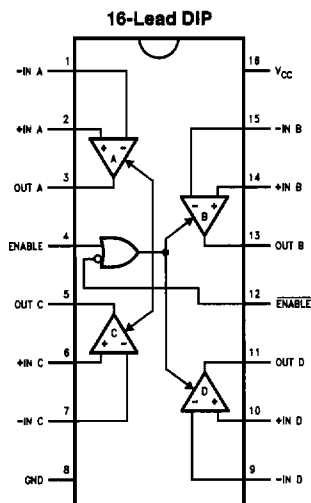 16-Lead DIP
1
-IN A
16
VCC
2
+IN A
15
-IN B
3
OUT A
14
+IN B
+ -
A
- +
B
4
ENABLE
13
OUT B
5
OUT C
12
ENABLE
C
+ -
6
+IN C
11
OUT D
D
- +
7
-IN C
10
+IN D
8
GND
9
-IN D